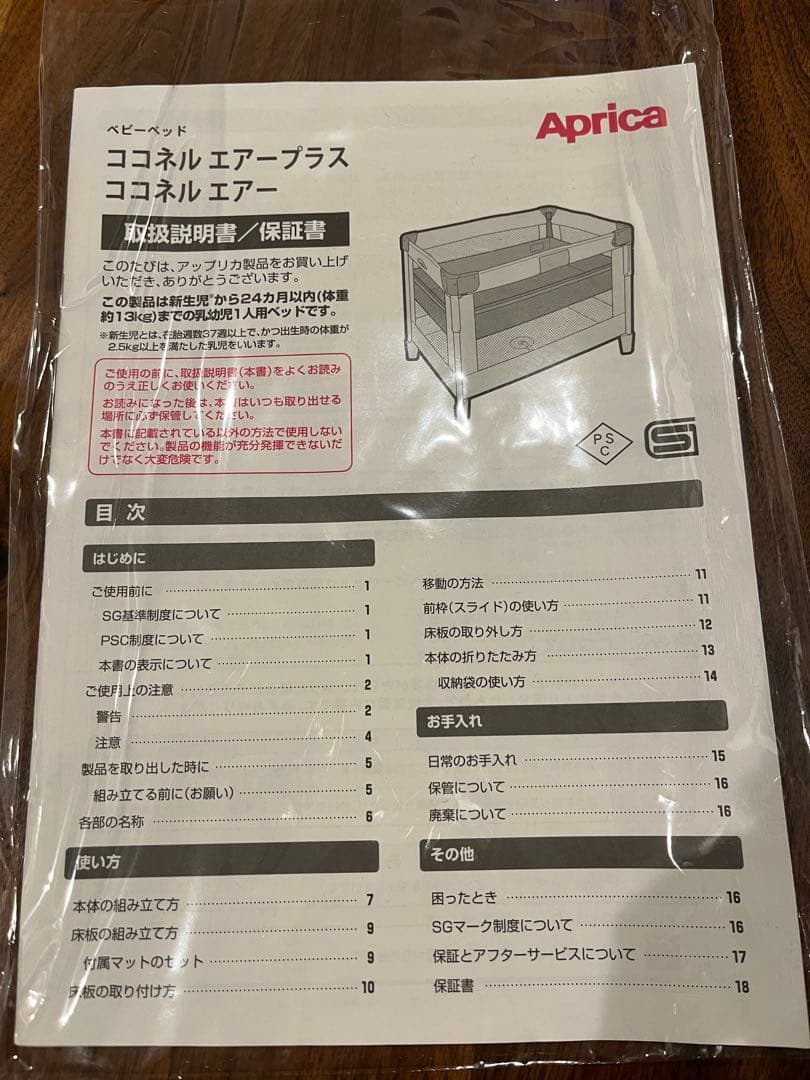 Aprica
ベビーベッド
ココネル エアープラス
ココネル エアー
取扱説明書／保証書
このたびは、アップリカ製品をお買い上げ
いただき、ありがとうございます。
この製品は新生児※から24カ月以内(体重
約13kg)までの乳幼児1人用ベッドです。
※新生児とは、在胎週数37週以上で、かつ出生時の体重が
2.5kg以上を満たした乳児をいいます。
ご使用の前に、取扱説明書(本書)をよくお読み
のうえ正しくお使いください。
お読みになった後は、本書はいつも取り出せる
場所に必ず保管してください。
本書に記載されている以外の方法で使用しない
でください。製品の機能が充分発揮できないだ
けでなく大変危険です。
PS
C
SG
目 次
はじめに
ご使用前に 1
SG基準制度について 1
PSC制度について 1
本書の表示について 1
ご使用上の注意 2
警告 2
注意 4
製品を取り出した時に 5
組み立てる前に(お願い) 5
各部の名称 6
使い方
本体の組み立て方 7
床板の組み立て方 9
付属マットのセット 9
床板の取り付け方 10
移動の方法 11
前枠(スライド)の使い方 11
床板の取り外し方 12
本体の折りたたみ方 13
収納袋の使い方 14
お手入れ
日常のお手入れ 15
保管について 16
廃棄について 16
その他
困ったとき 16
SGマーク制度について 16
保証とアフターサービスについて 17
保証書 18